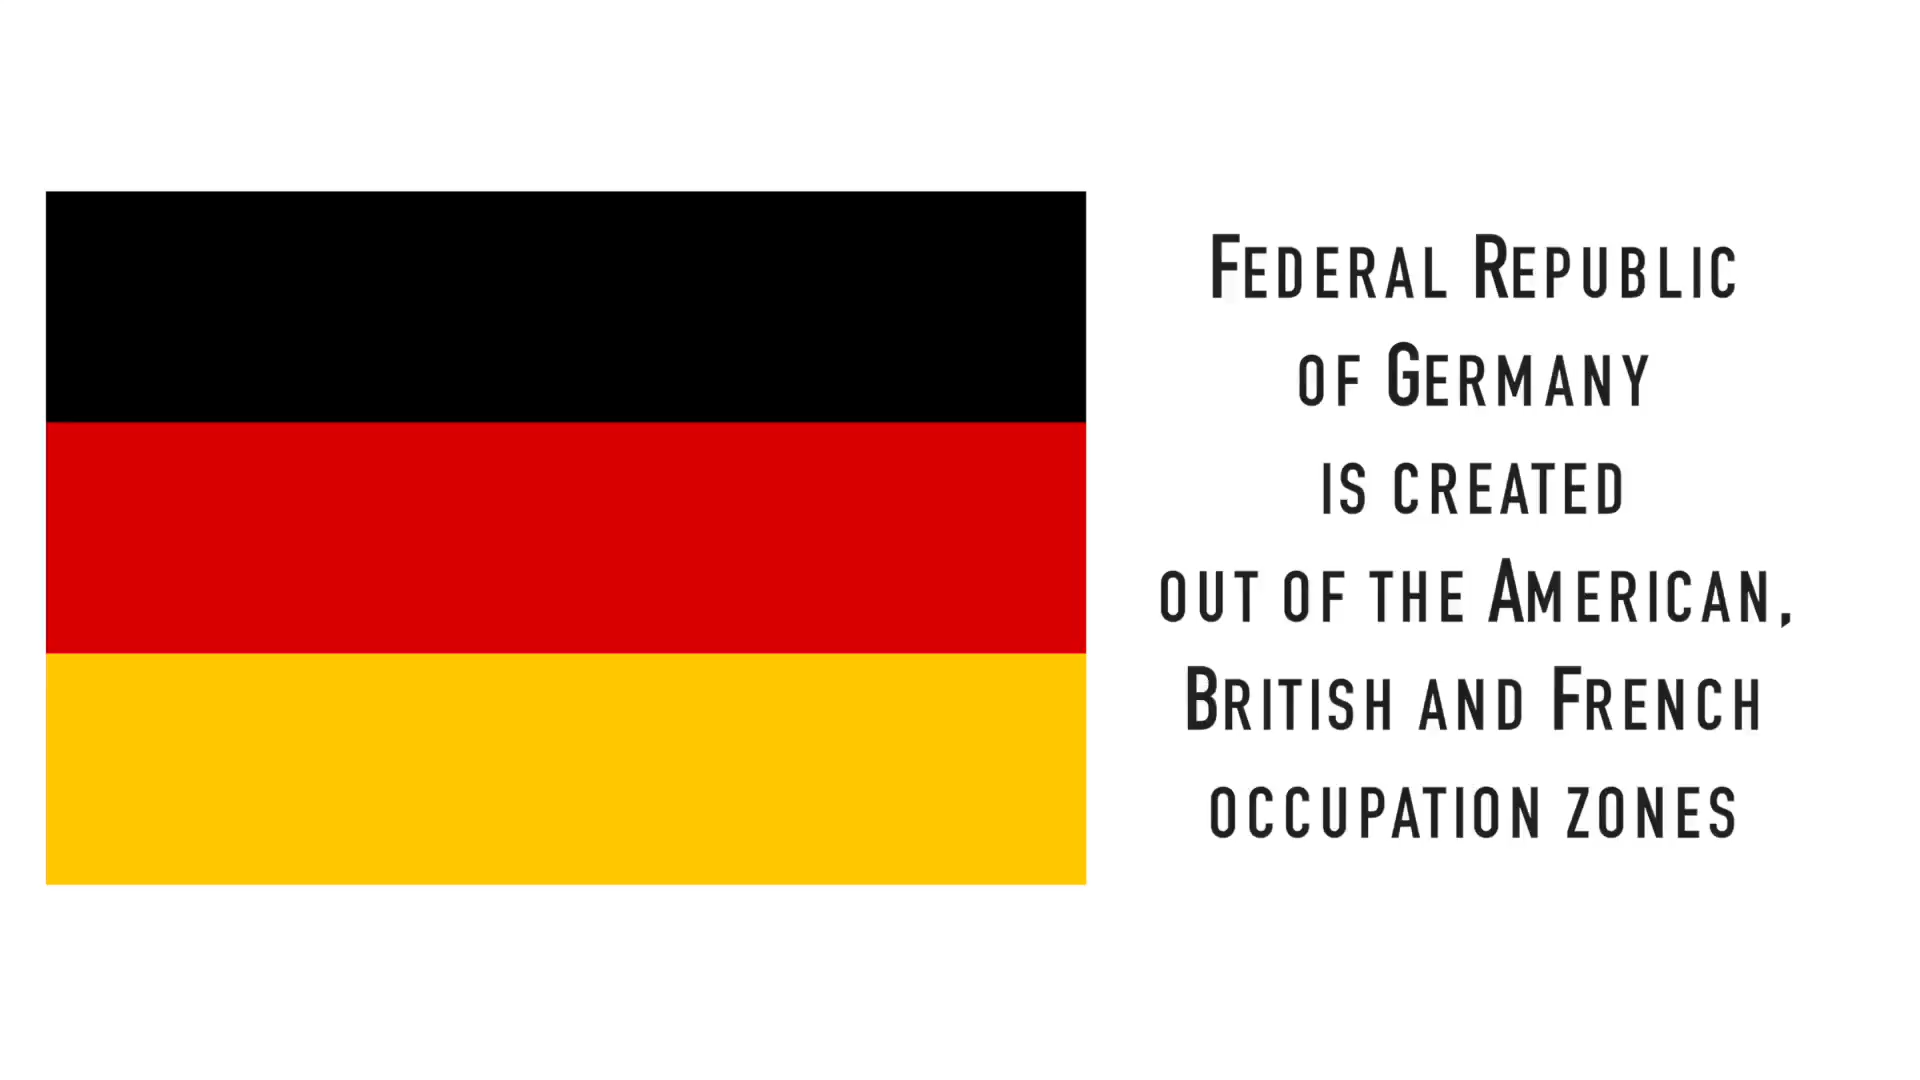 Federal Republic
of Germany
is created
out of the American,
British and French
occupation zones